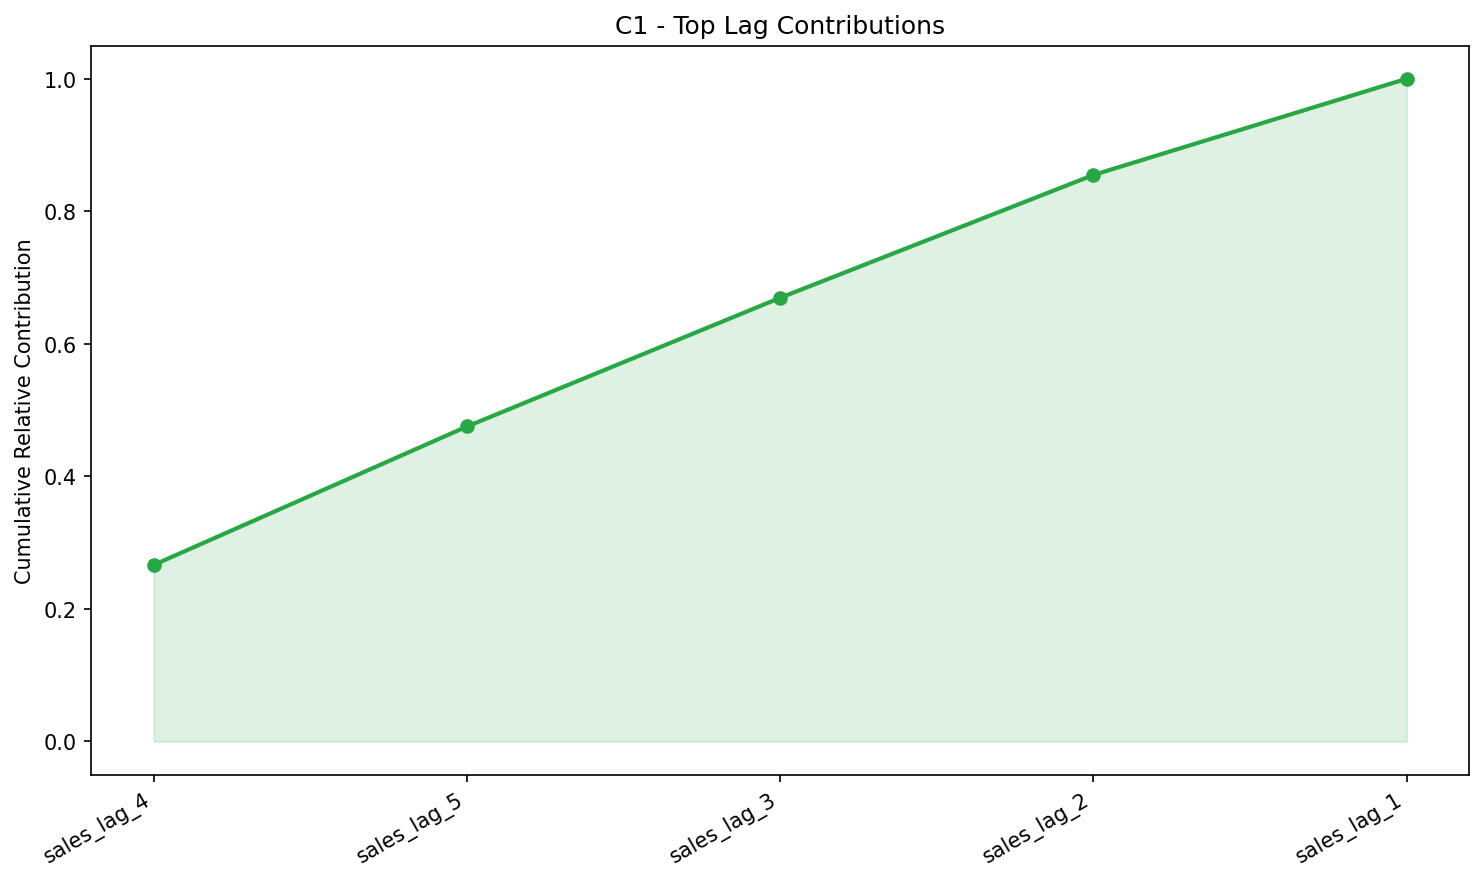 C1 - Top Lag Contributions
Cumulative Relative Contribution
1.0
0.8
0.6
0.4
0.2
0.0
sales_lag_4
sales_lag_5
sales_lag_3
sales_lag_2
sales_lag_1